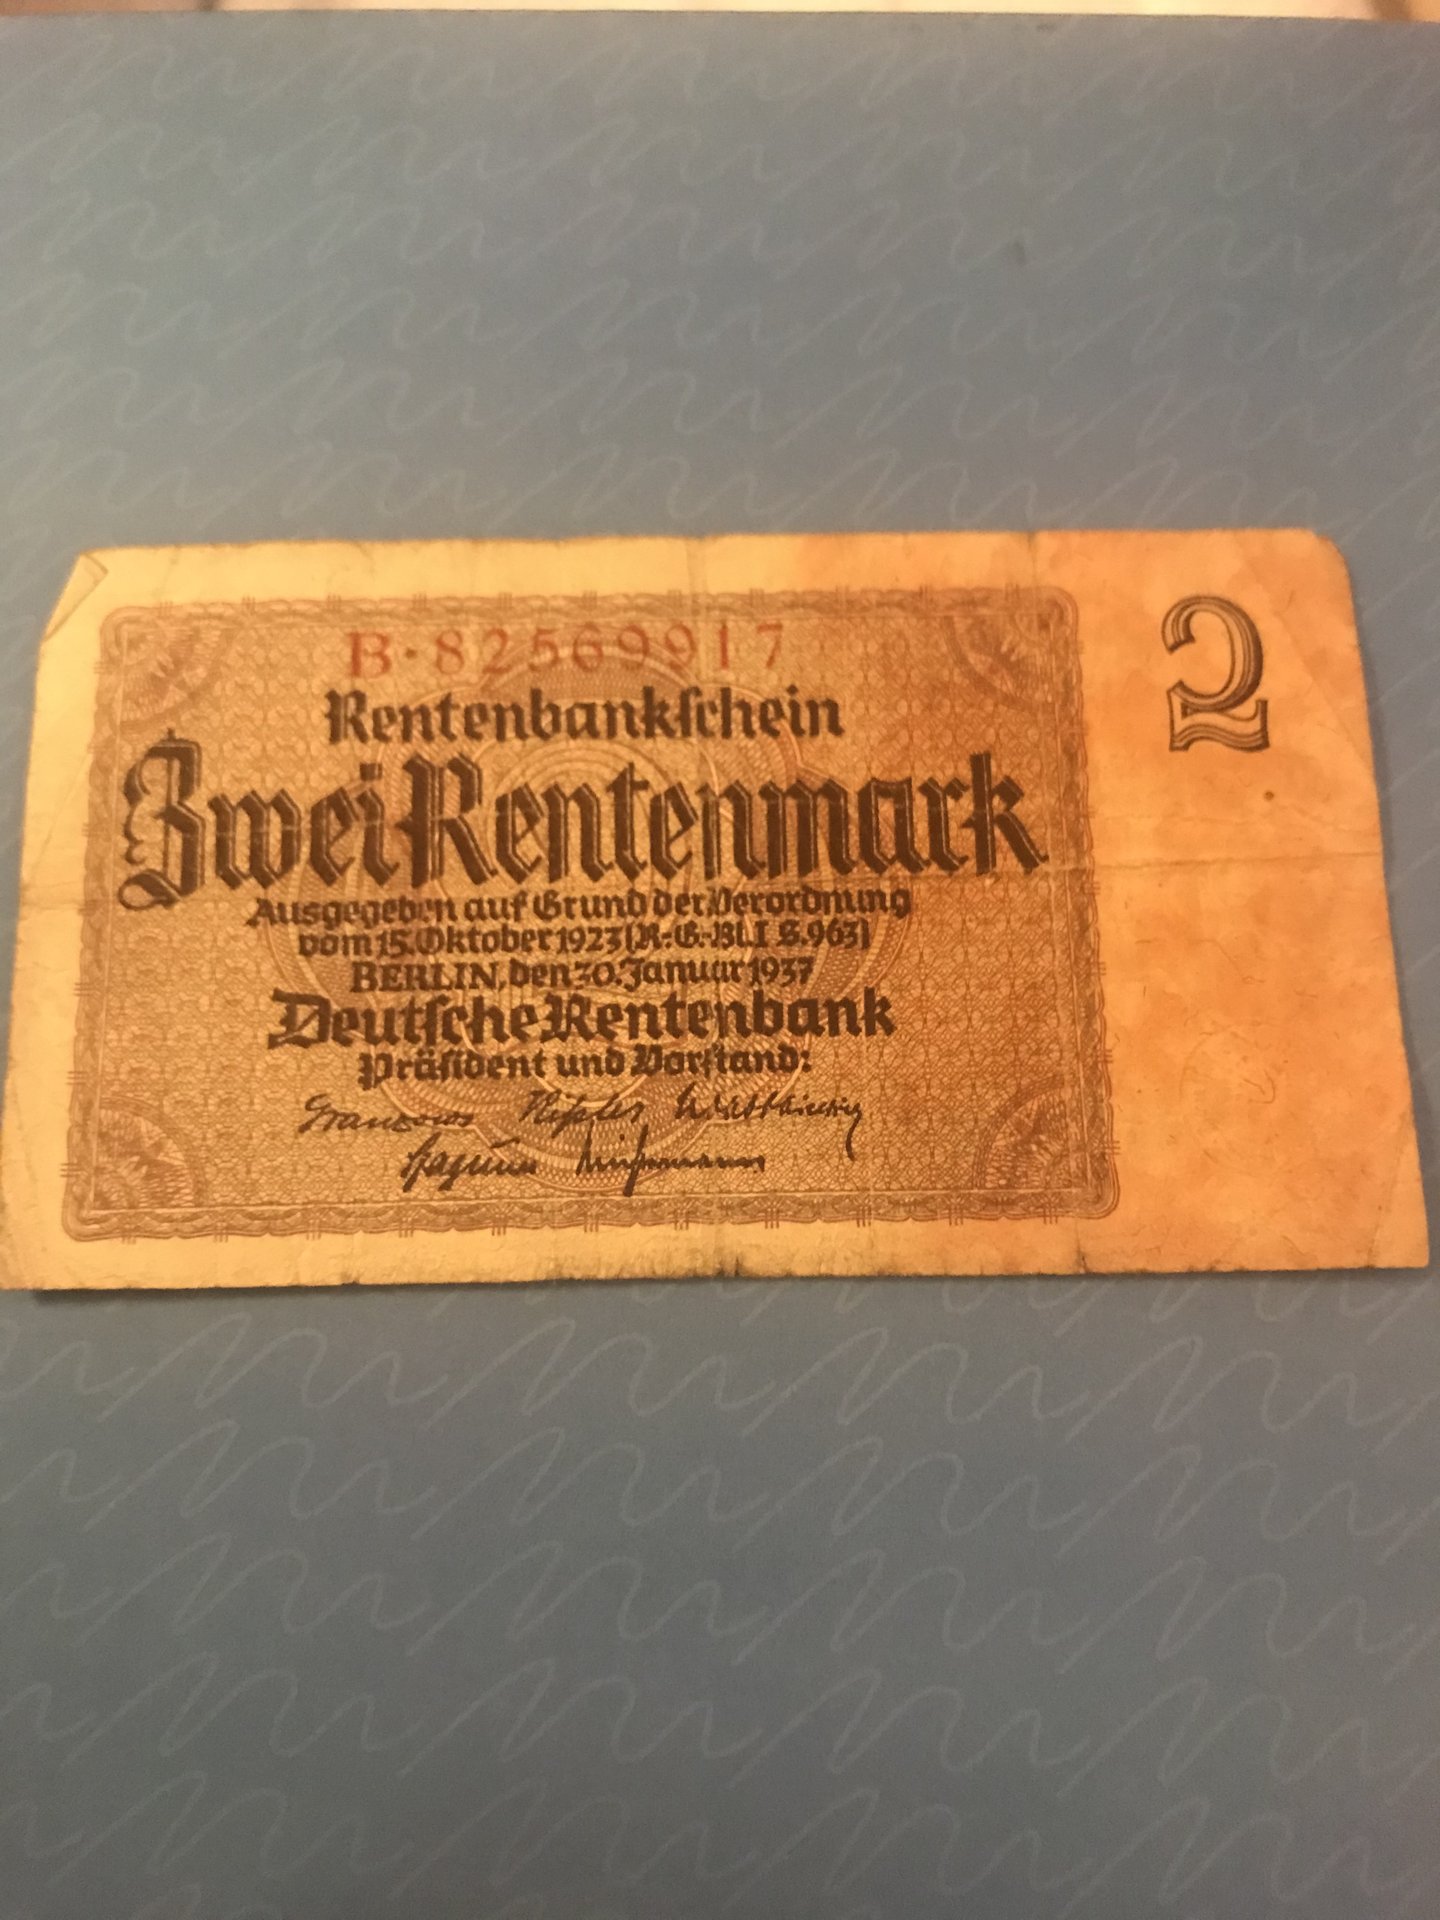 B·82569917
2
Rentenbankſchein
Zwei Rentenmark
Ausgegeben auf Grund der Verordnung
vom 15. Oktober 1923 (R.-G.-Bl. I S. 963)
BERLIN, den 30. Januar 1937
Deutſche Rentenbank
Präſident und Vorſtand: